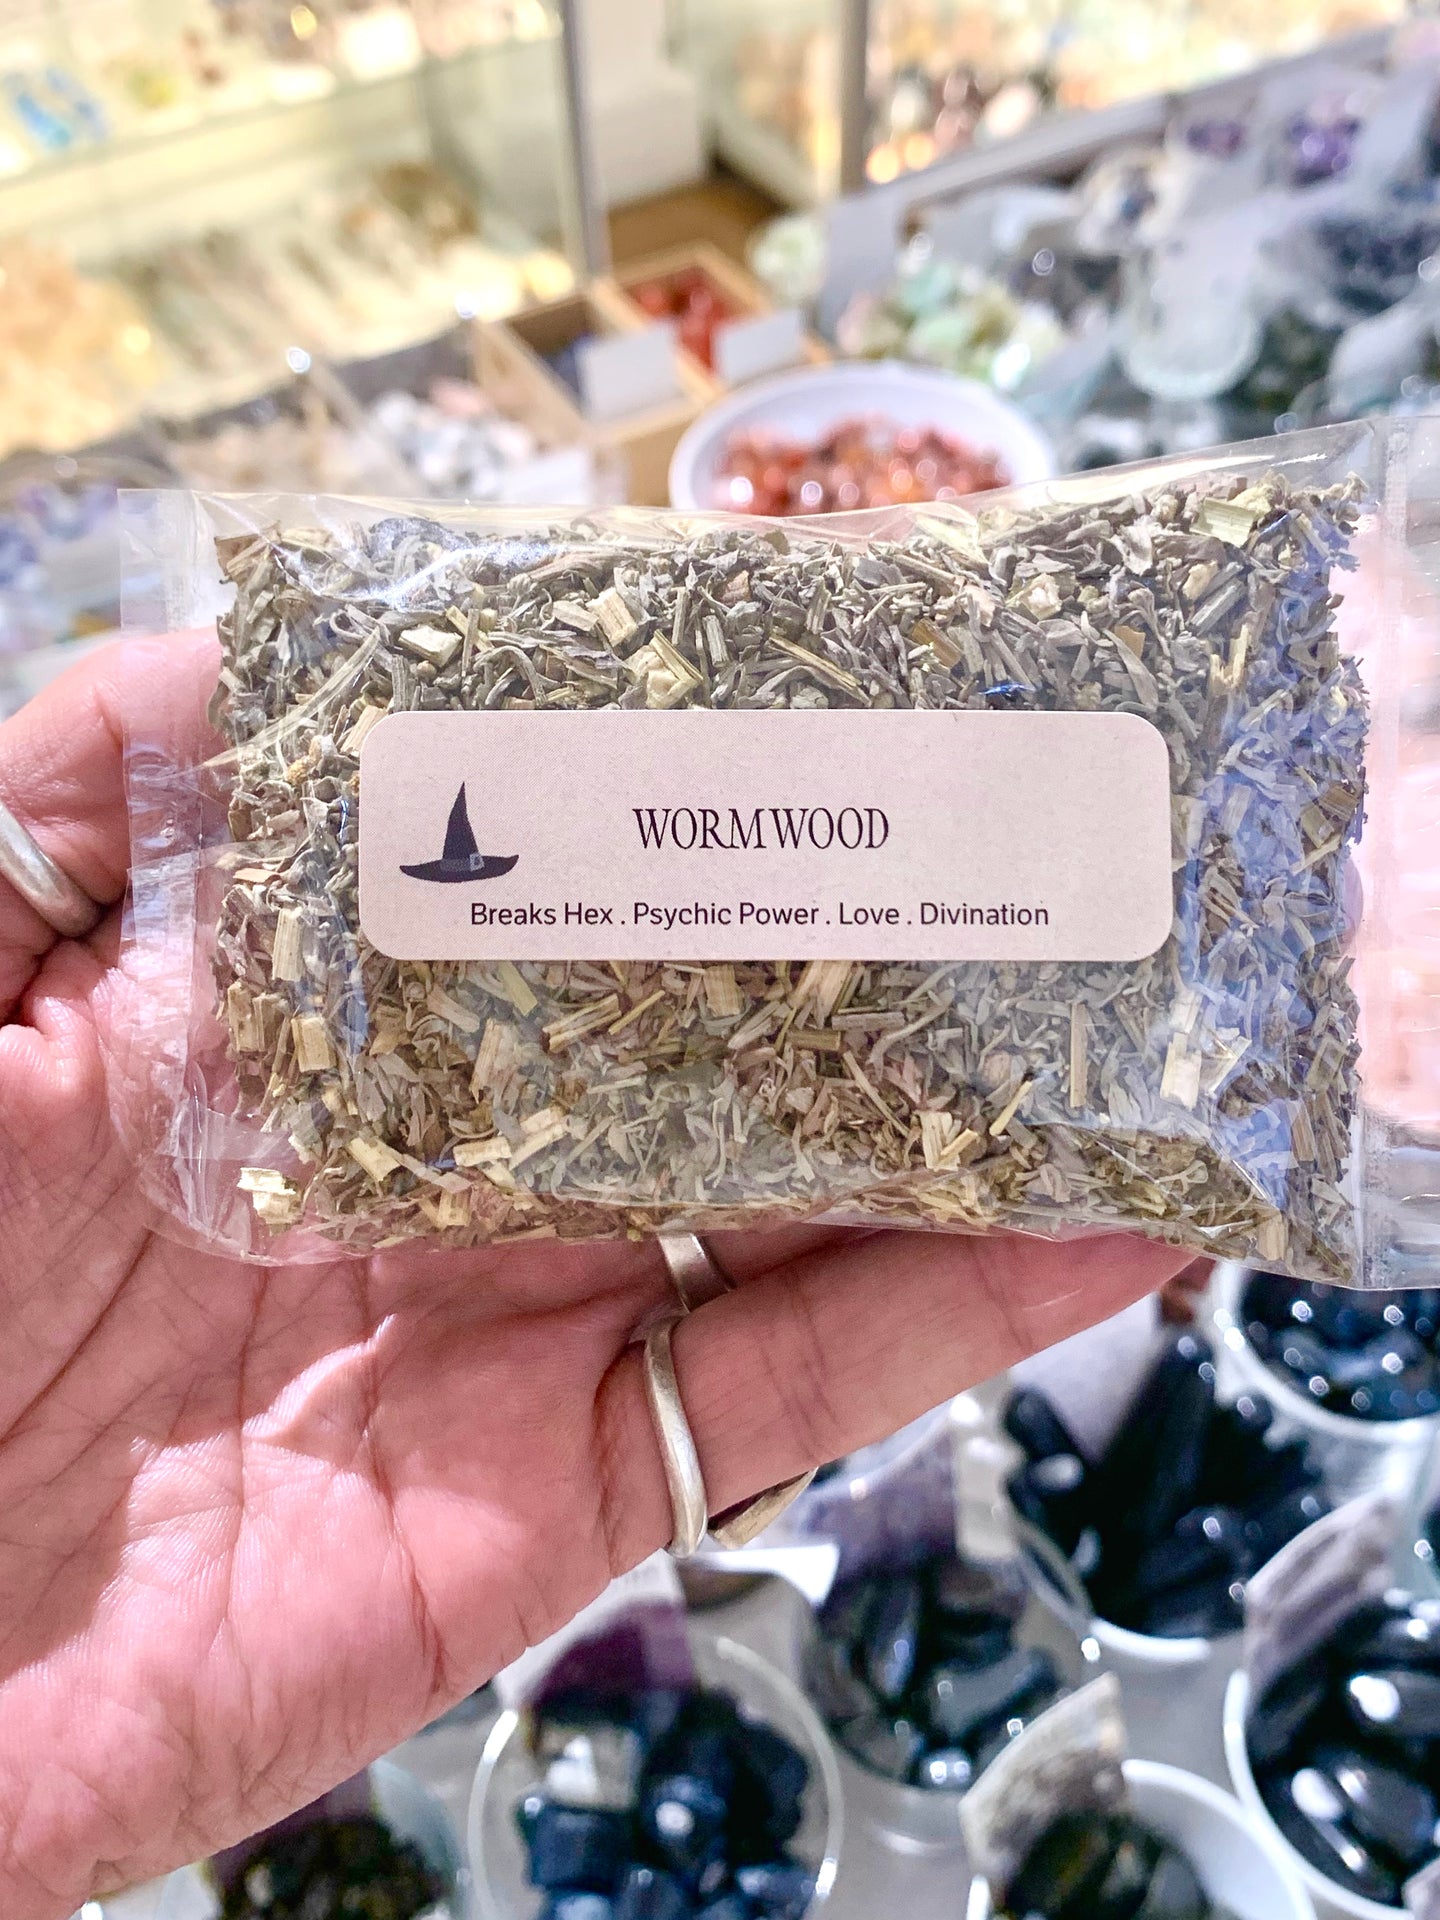 WORMWOOD
Breaks Hex . Psychic Power . Love . Divination